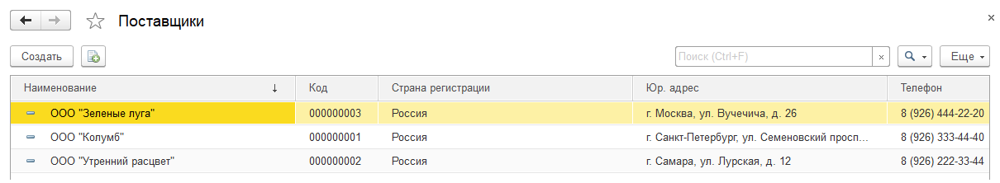 Поставщики
Создать Поиск (Ctrl+F) Еще
Наименование Код Страна регистрации Юр. адрес Телефон
ООО "Зеленые луга" 000000003 Россия г. Москва, ул. Вучечича, д. 26 8 (926) 444-22-20
ООО "Колумб" 000000001 Россия г. Санкт-Петербург, ул. Семеновский просп... 8 (926) 333-44-40
ООО "Утренний расцвет" 000000002 Россия г. Самара, ул. Лурская, д. 12 8 (926) 222-33-44